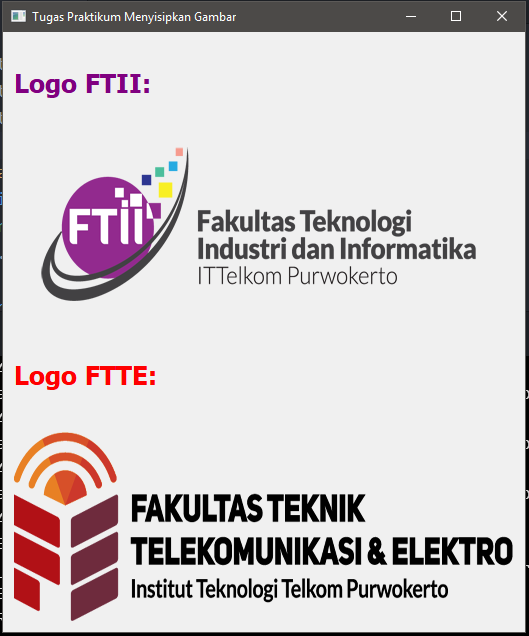 Tugas Praktikum Menyisipkan Gambar
Logo FTII:
FTII
Fakultas Teknologi
Industri dan Informatika
ITTelkom Purwokerto
Logo FTTE:
FAKULTAS TEKNIK
TELEKOMUNIKASI & ELEKTRO
Institut Teknologi Telkom Purwokerto